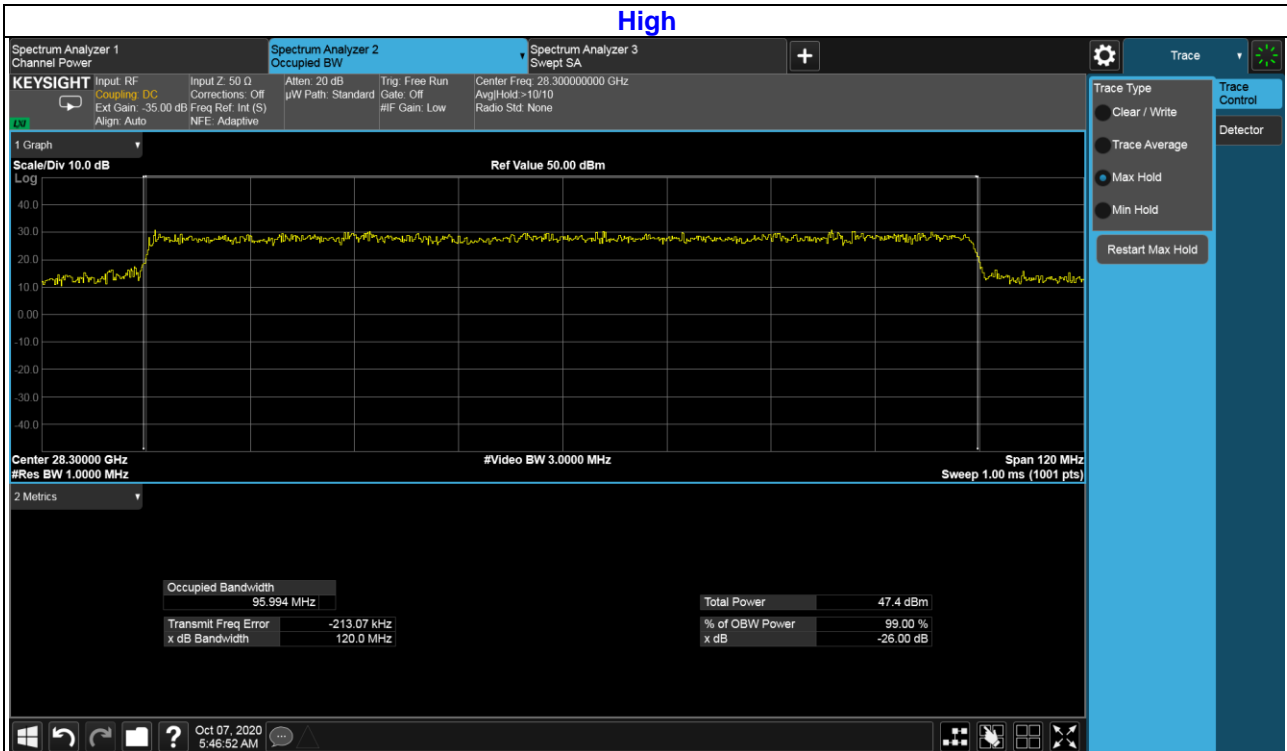 High
Spectrum Analyzer 1
Channel Power
Spectrum Analyzer 2
Occupied BW
Spectrum Analyzer 3
Swept SA
+
Trace
KEYSIGHT
Input: RF
Coupling: DC
Ext Gain: -35.00 dB
Align: Auto
Input Z: 50 Ω
Corrections: Off
Freq Ref: Int (S)
NFE: Adaptive
Atten: 20 dB
µW Path: Standard
Trig: Free Run
Gate: Off
#IF Gain: Low
Center Freq: 28.300000000 GHz
Avg|Hold:>10/10
Radio Std: None
LXI
Trace Type
Clear / Write
Trace Average
Max Hold
Min Hold
Restart Max Hold
Trace
Control
Detector
1 Graph
Scale/Div 10.0 dB
Ref Value 50.00 dBm
Log
40.0
30.0
20.0
10.0
0.00
-10.0
-20.0
-30.0
-40.0
Center 28.30000 GHz
#Video BW 3.0000 MHz
Span 120 MHz
#Res BW 1.0000 MHz
Sweep 1.00 ms (1001 pts)
2 Metrics
Occupied Bandwidth
95.994 MHz
Total Power 47.4 dBm
Transmit Freq Error -213.07 kHz
% of OBW Power 99.00 %
x dB Bandwidth 120.0 MHz
x dB -26.00 dB
?
Oct 07, 2020
5:46:52 AM